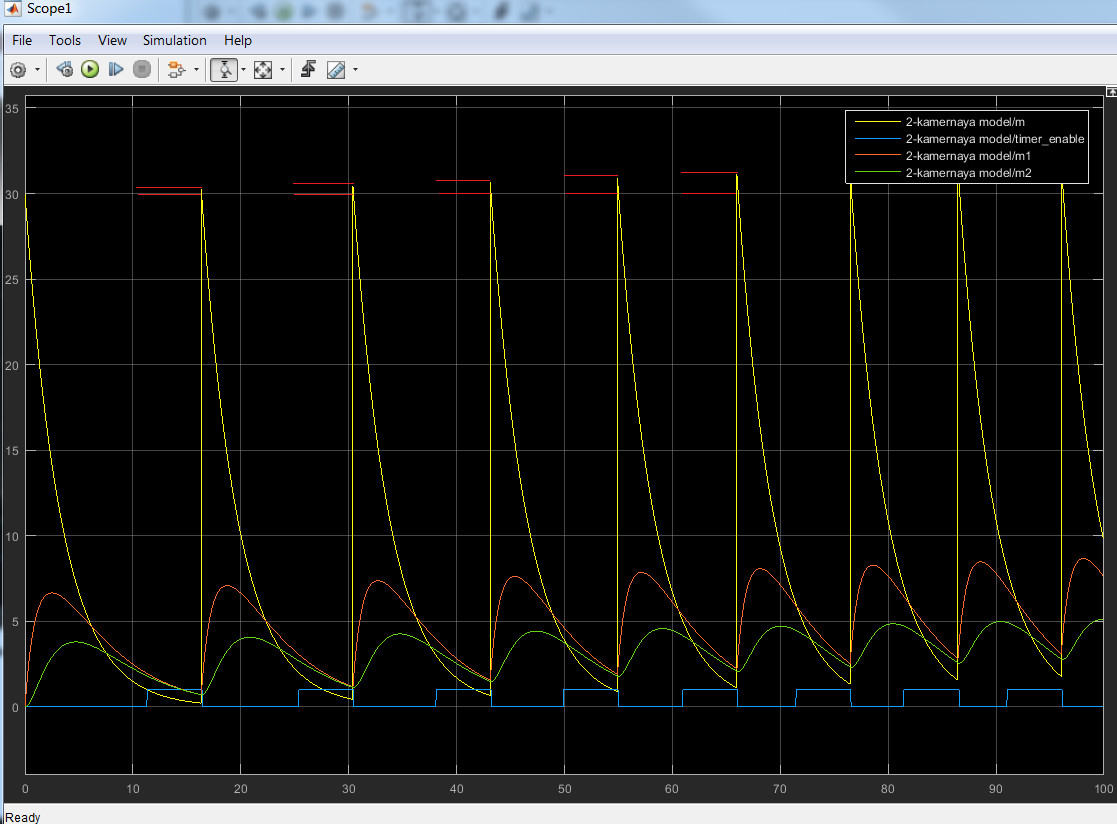 Scope1
File Tools View Simulation Help
35
30
25
20
15
10
5
0
2-kamernaya model/m
2-kamernaya model/timer_enable
2-kamernaya model/m1
2-kamernaya model/m2
0 10 20 30 40 50 60 70 80 90 100
Ready